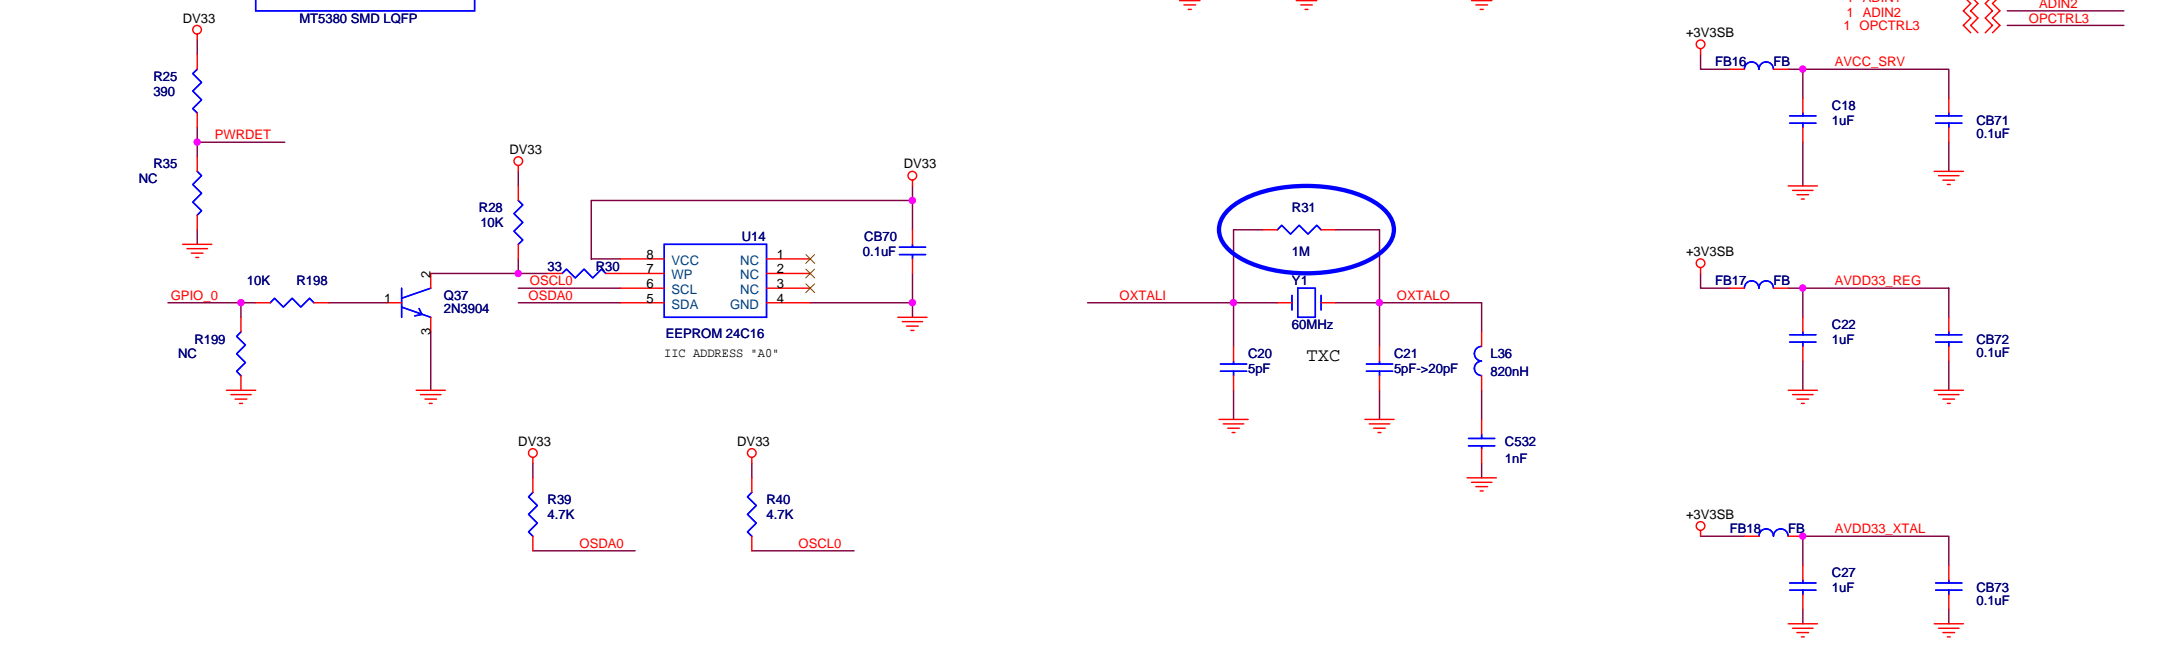 MT5380 SMD LQFP
DV33
R25
390
PWRDET
R35
NC
DV33
R28
10K
DV33
CB70
0.1uF
U14
33 R30
OSCL0
OSDA0
8 VCC NC 1
7 WP NC 2
6 SCL NC 3
5 SDA GND 4
EEPROM 24C16
IIC ADDRESS "A0"
GPIO_0
10K R198
R199
NC
1
2
3
Q37
2N3904
DV33
R39
4.7K
OSDA0
DV33
R40
4.7K
OSCL0
R31
1M
Y1
OXTALI
OXTALO
60MHz
TXC
C20
5pF
C21
5pF->20pF
L36
820nH
C532
1nF
1 ADIN2
1 OPCTRL3
ADIN2
OPCTRL3
+3V3SB
FB16 FB
AVCC_SRV
C18
1uF
CB71
0.1uF
+3V3SB
FB17 FB
AVDD33_REG
C22
1uF
CB72
0.1uF
+3V3SB
FB18 FB
AVDD33_XTAL
C27
1uF
CB73
0.1uF